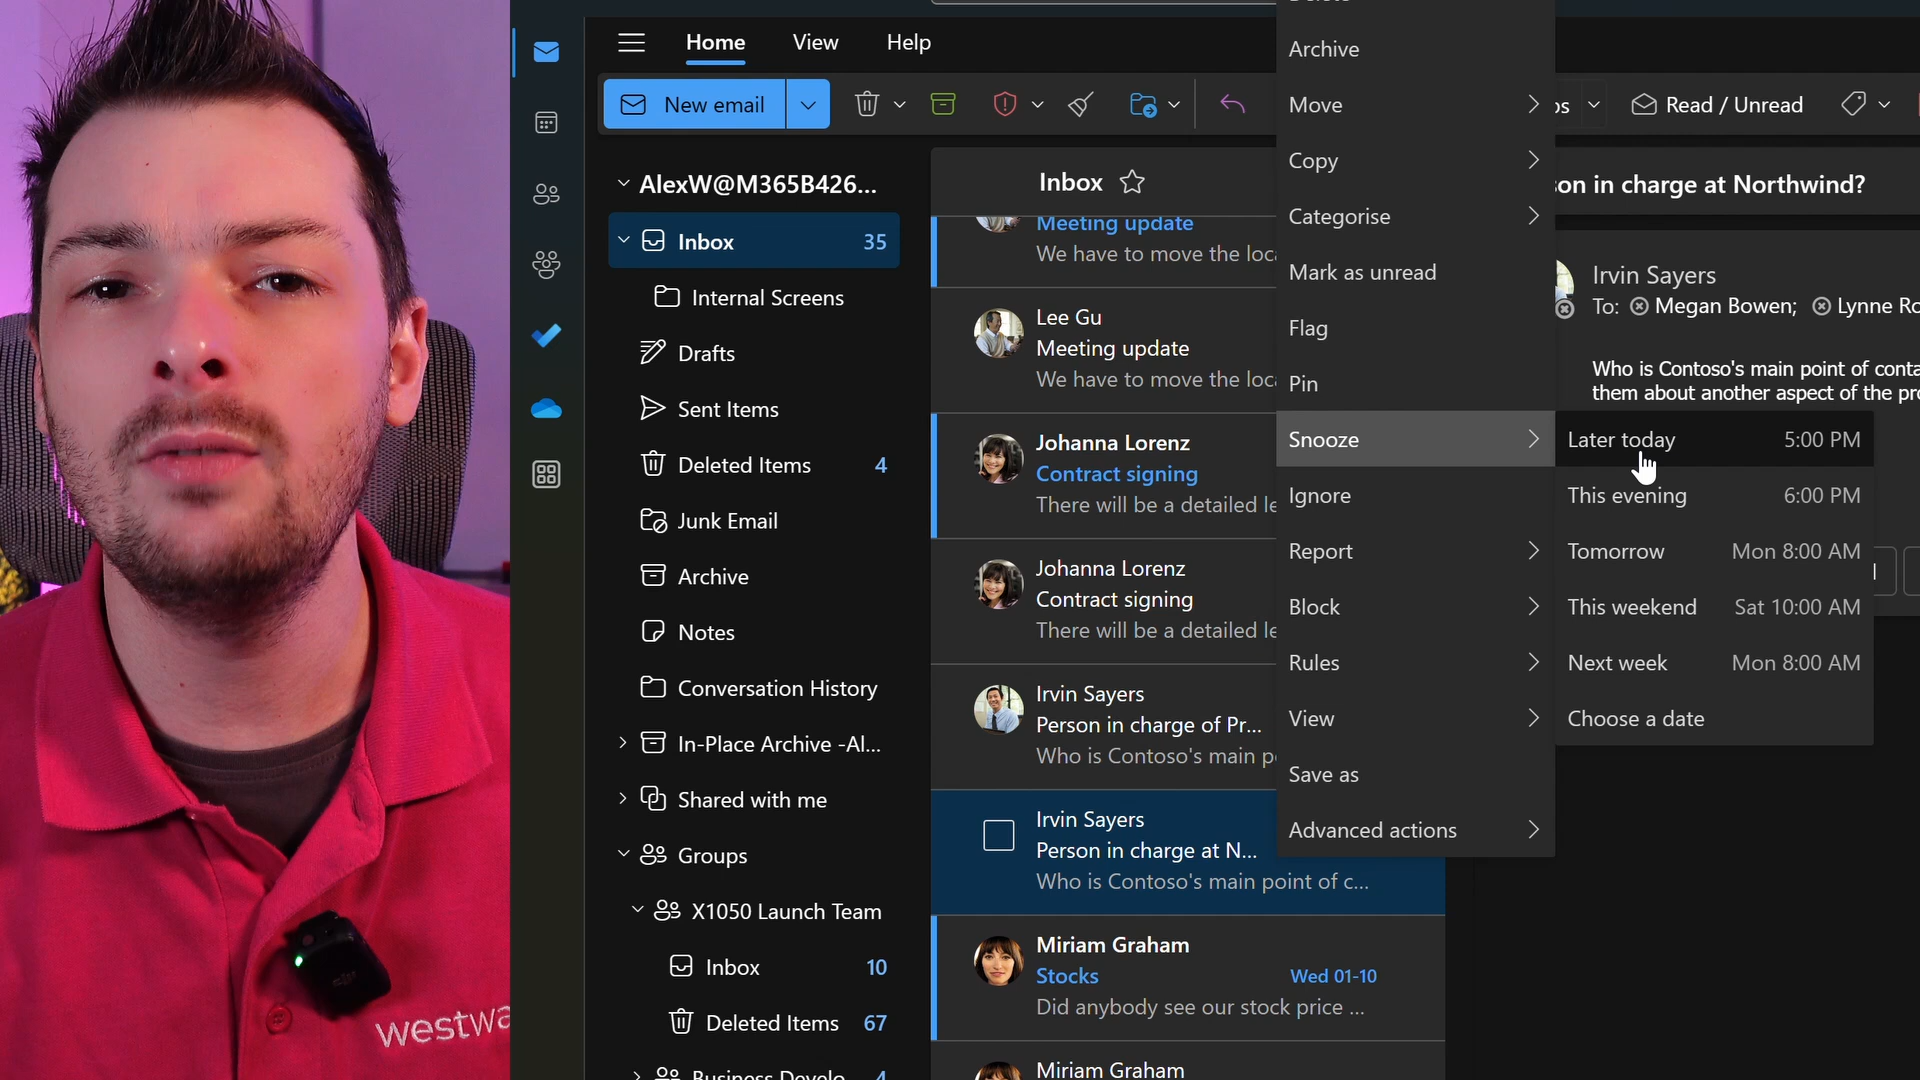 Home View Help
New email
Read / Unread
AlexW@M365B426...
Inbox 35
Internal Screens
Drafts
Sent Items
Deleted Items 4
Junk Email
Archive
Notes
Conversation History
In-Place Archive -Al...
Shared with me
Groups
X1050 Launch Team
Inbox 10
Deleted Items 67
Inbox
Meeting update
We have to move the loc
Lee Gu
Meeting update
We have to move the loc
Johanna Lorenz
Contract signing
There will be a detailed le
Johanna Lorenz
Contract signing
There will be a detailed le
Irvin Sayers
Person in charge of Pr...
Who is Contoso's main p
Irvin Sayers
Person in charge at N...
Who is Contoso's main point of c...
Miriam Graham
Stocks Wed 01-10
Did anybody see our stock price ...
Miriam Graham
Archive
Move
Copy
Categorise
Mark as unread
Flag
Pin
Snooze
Ignore
Report
Block
Rules
View
Save as
Advanced actions
Later today 5:00 PM
This evening 6:00 PM
Tomorrow Mon 8:00 AM
This weekend Sat 10:00 AM
Next week Mon 8:00 AM
Choose a date
son in charge at Northwind?
Irvin Sayers
To: Megan Bowen; Lynne Ro
Who is Contoso's main point of conta
them about another aspect of the pro
westwa
dji